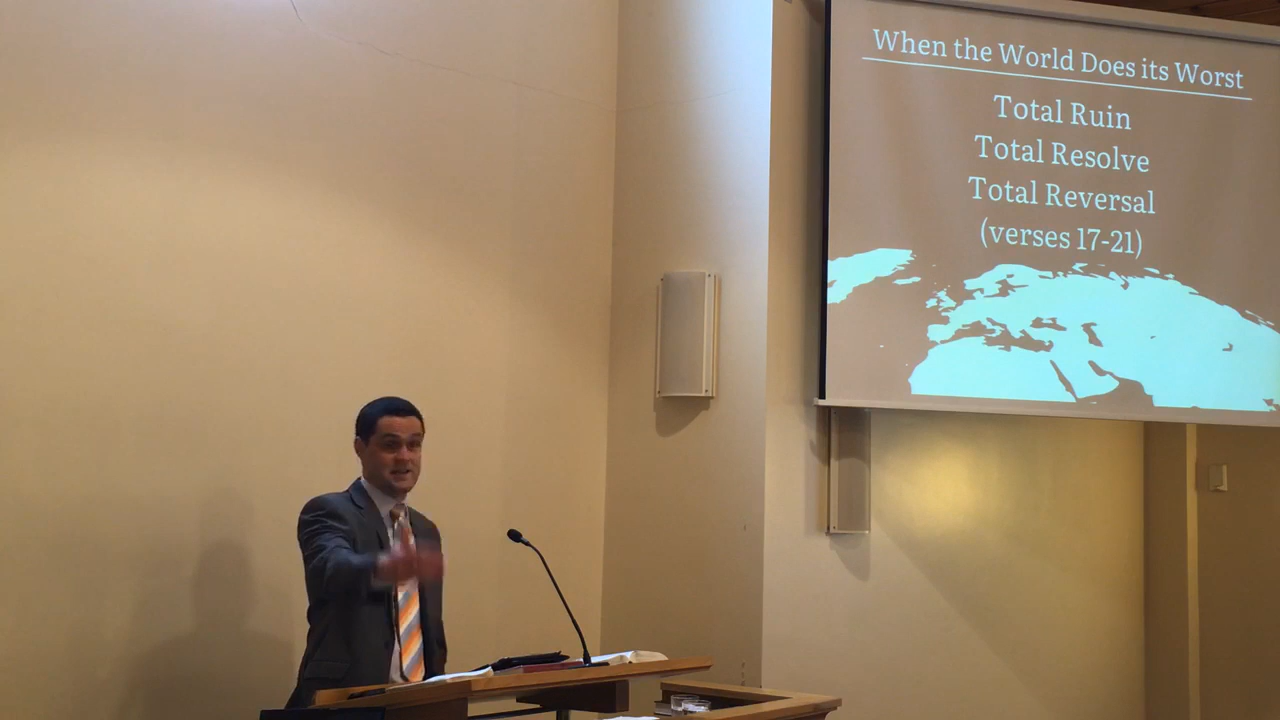 When the World Does its Worst
Total Ruin
Total Resolve
Total Reversal
(verses 17-21)